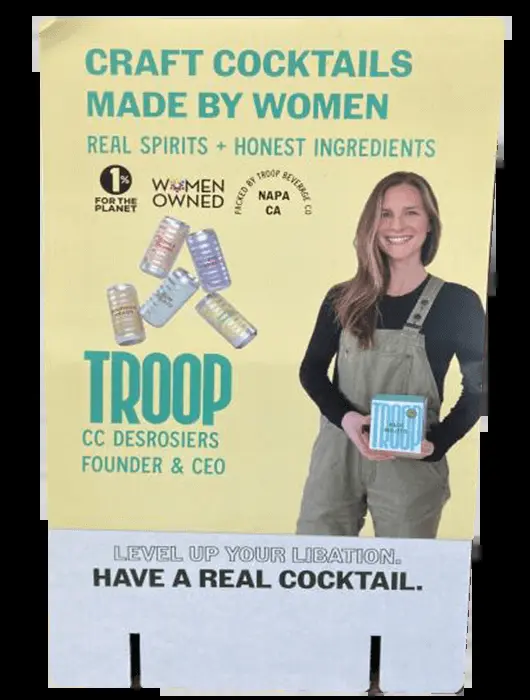 CRAFT COCKTAILS
MADE BY WOMEN
REAL SPIRITS + HONEST INGREDIENTS
1%
FOR THE
PLANET
WOMEN
OWNED
PACKED BY TROOP BEVERAGE CO
NAPA
CA
TROOP
CC DESROSIERS
FOUNDER & CEO
TROOP
LEVEL UP YOUR LIBATION.
HAVE A REAL COCKTAIL.